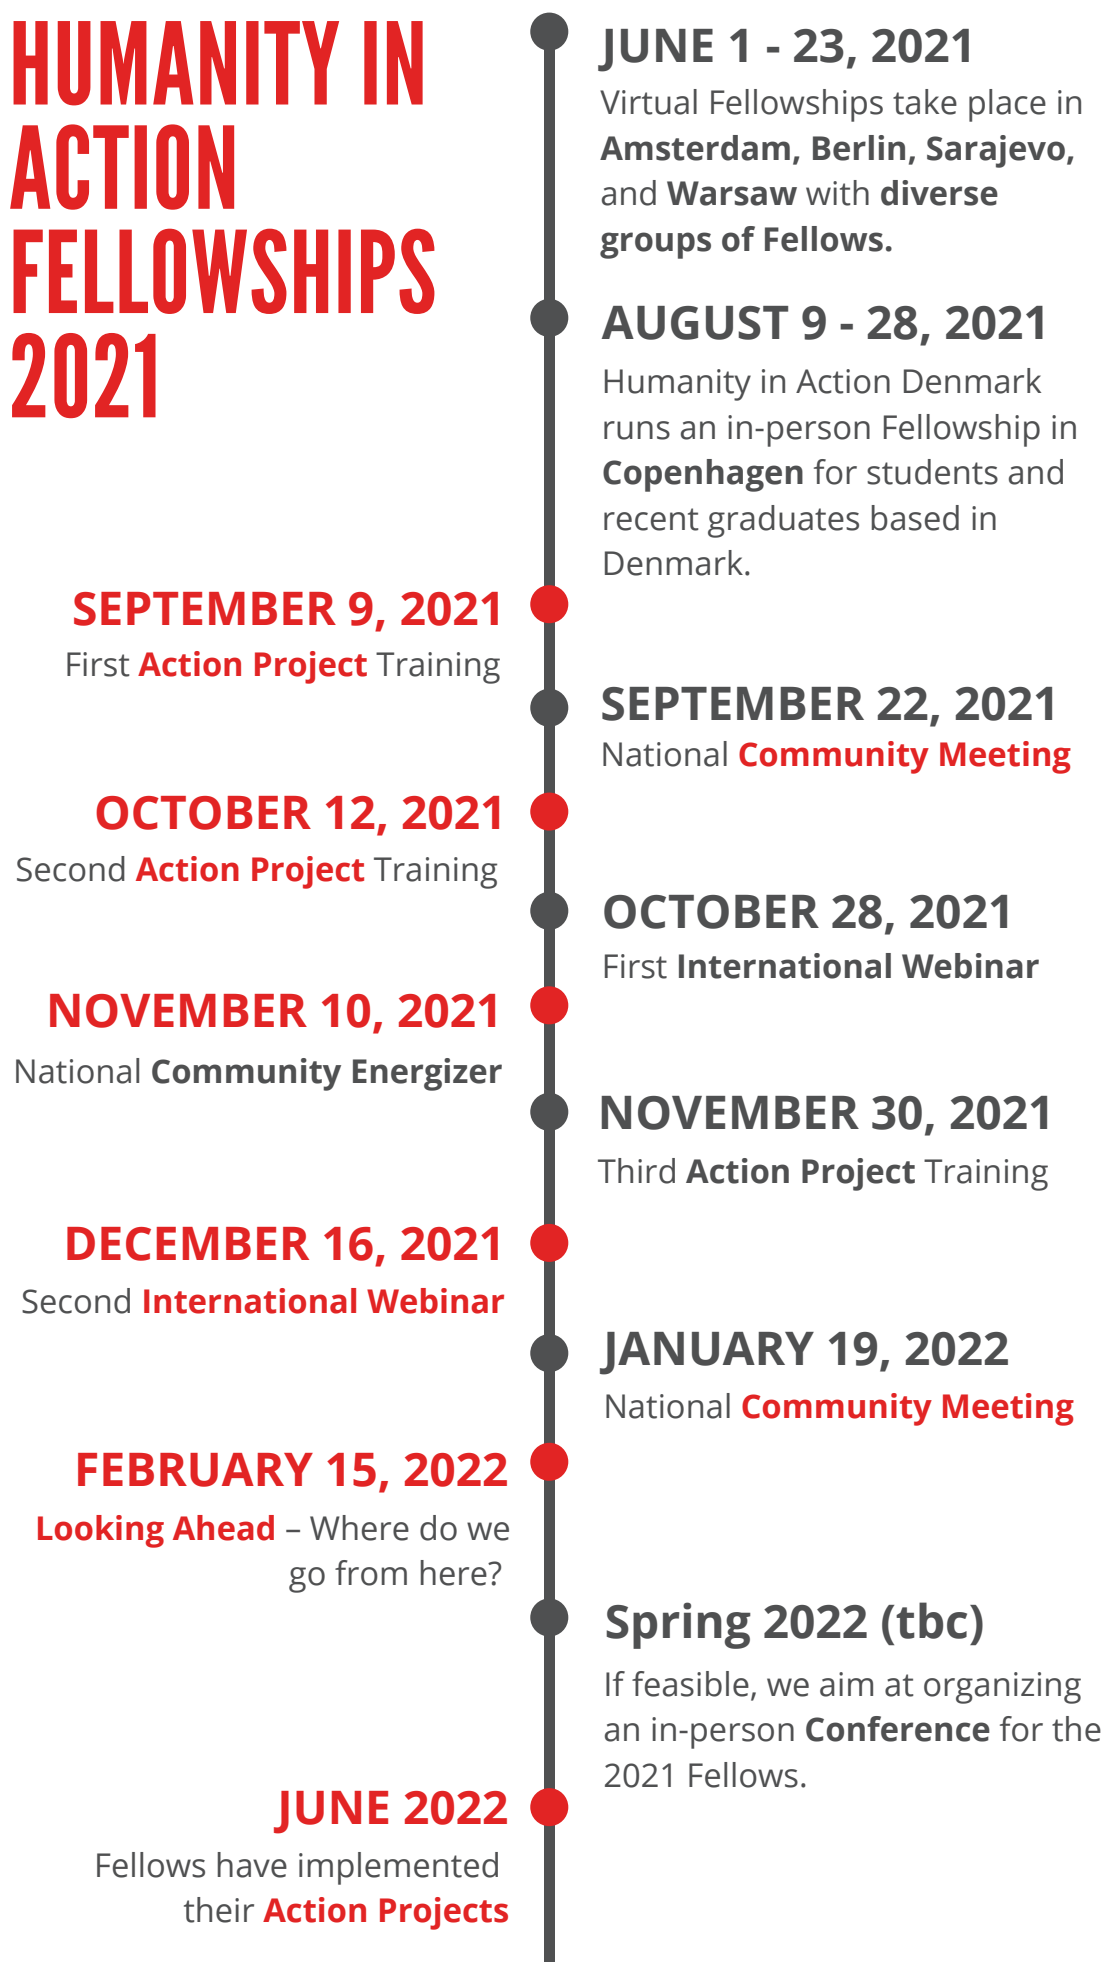 HUMANITY IN
ACTION
FELLOWSHIPS
2021
JUNE 1 - 23, 2021
Virtual Fellowships take place in
Amsterdam, Berlin, Sarajevo,
and Warsaw with diverse
groups of Fellows.
AUGUST 9 - 28, 2021
Humanity in Action Denmark
runs an in-person Fellowship in
Copenhagen for students and
recent graduates based in
Denmark.
SEPTEMBER 9, 2021
First Action Project Training
SEPTEMBER 22, 2021
National Community Meeting
OCTOBER 12, 2021
Second Action Project Training
OCTOBER 28, 2021
First International Webinar
NOVEMBER 10, 2021
National Community Energizer
NOVEMBER 30, 2021
Third Action Project Training
DECEMBER 16, 2021
Second International Webinar
JANUARY 19, 2022
National Community Meeting
FEBRUARY 15, 2022
Looking Ahead – Where do we
go from here?
Spring 2022 (tbc)
If feasible, we aim at organizing
an in-person Conference for the
2021 Fellows.
JUNE 2022
Fellows have implemented
their Action Projects